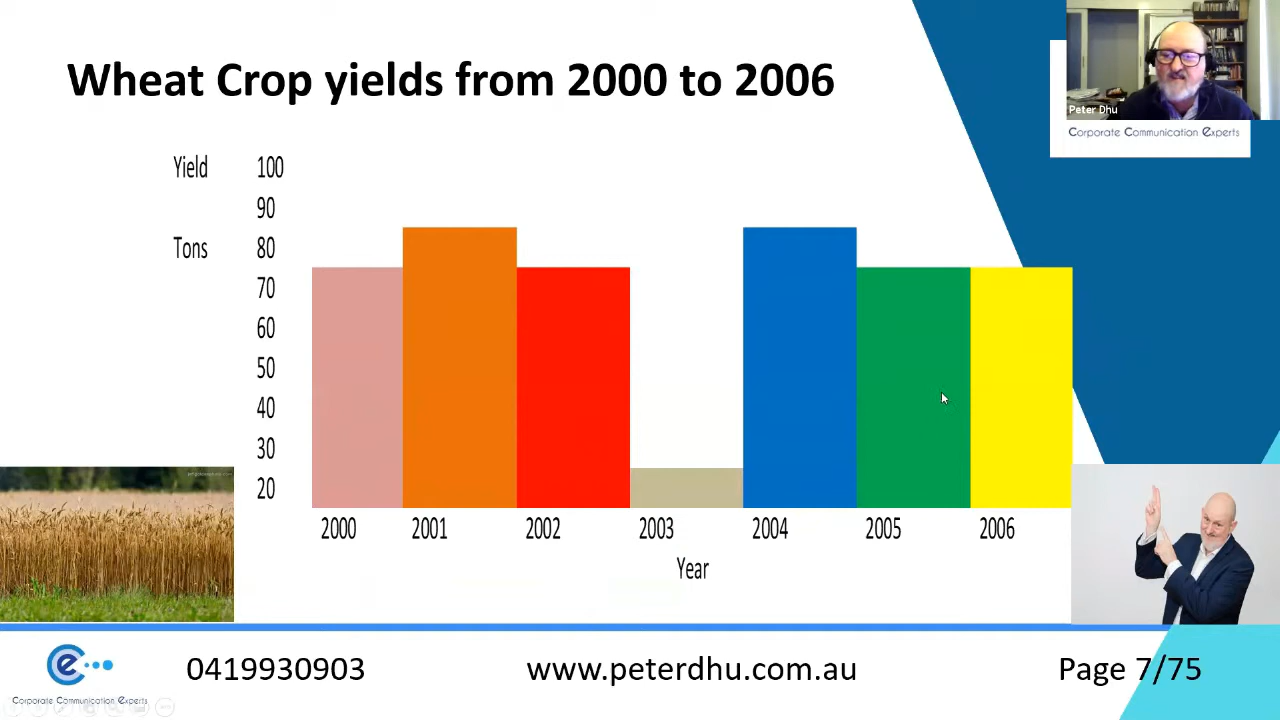 Wheat Crop yields from 2000 to 2006
Peter Dhu
Corporate Communication Experts
Yield 100
90
Tons 80
70
60
50
40
30
20
2000 2001 2002 2003 2004 2005 2006
Year
0419930903 www.peterdhu.com.au Page 7/75
Corporate Communication Experts